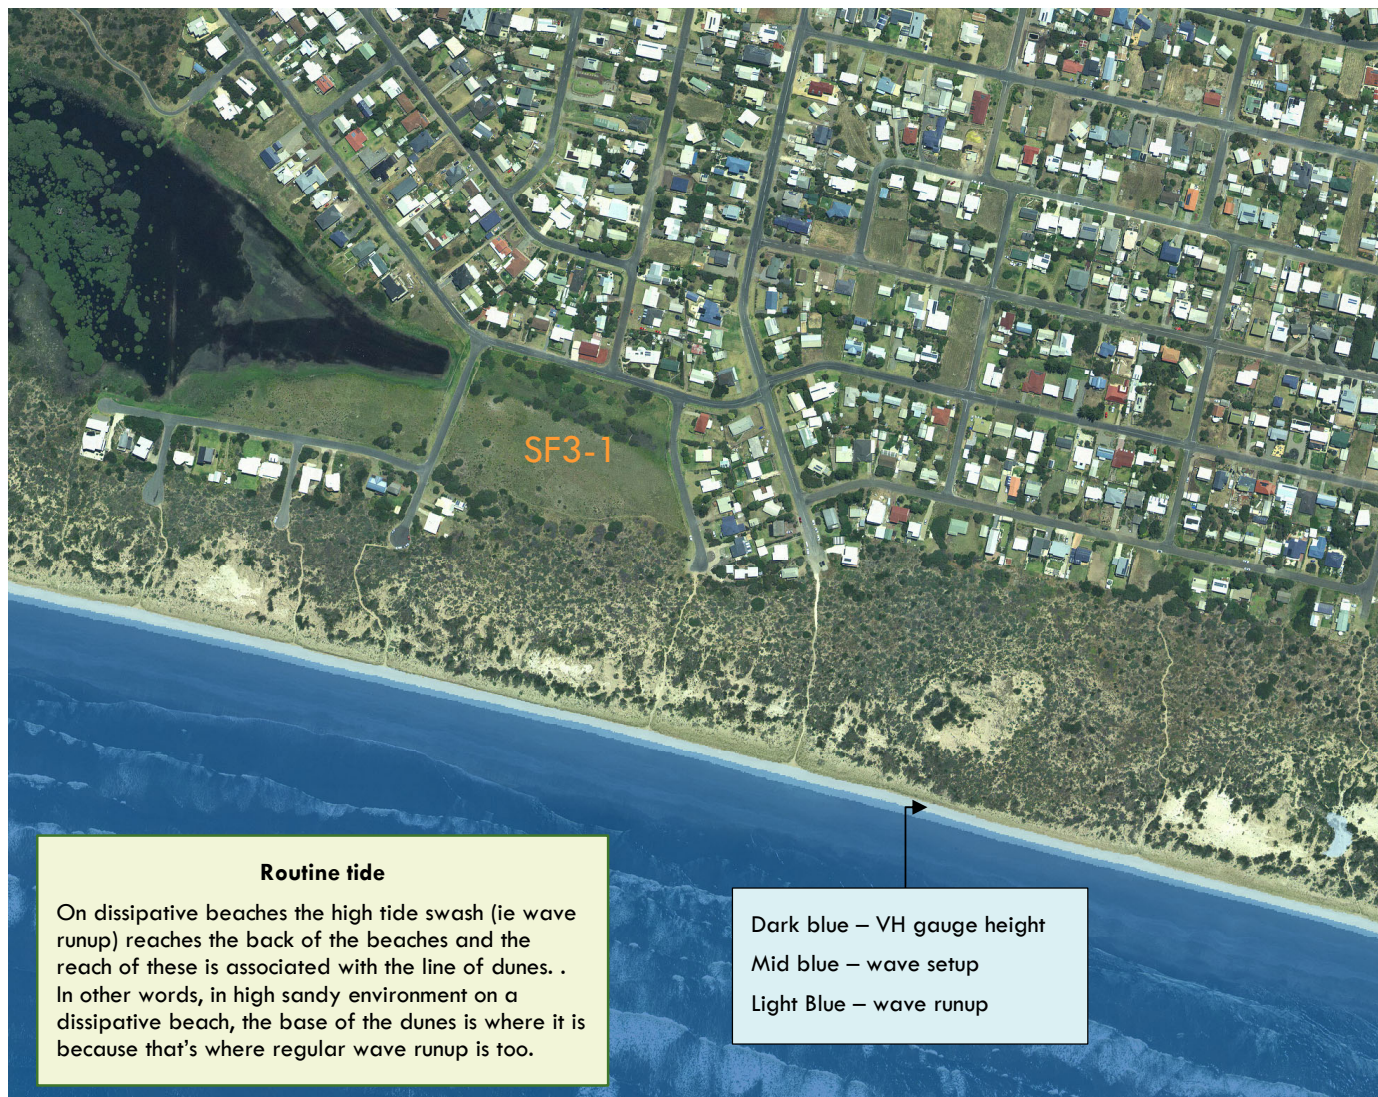 SF3-1
Routine tide
On dissipative beaches the high tide swash (ie wave
runup) reaches the back of the beaches and the
reach of these is associated with the line of dunes. .
In other words, in high sandy environment on a
dissipative beach, the base of the dunes is where it is
because that’s where regular wave runup is too.
Dark blue – VH gauge height
Mid blue – wave setup
Light Blue – wave runup